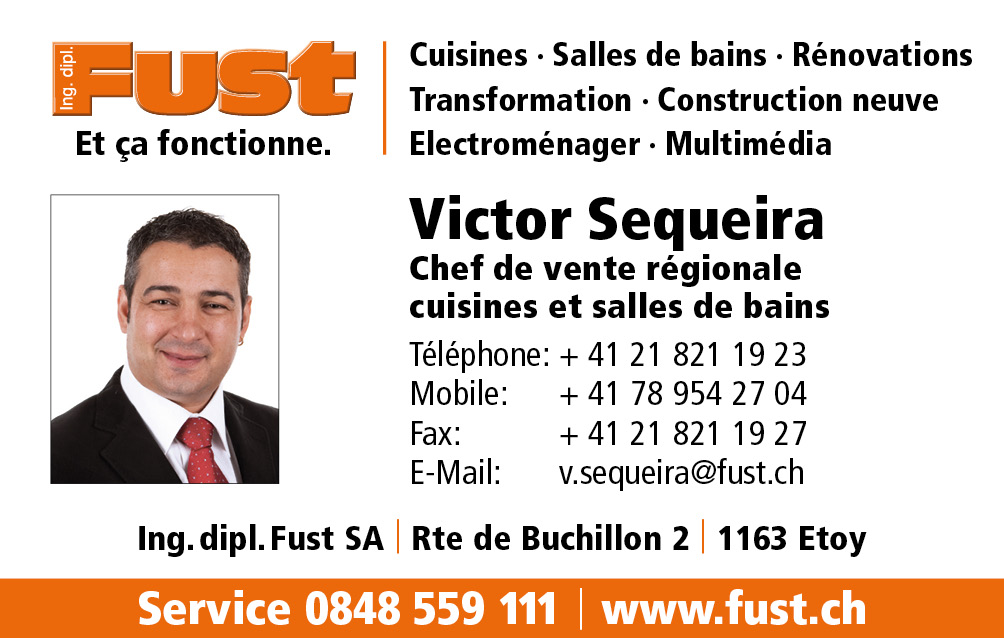 Ing. dipl.
Fust
Et ça fonctionne.
Cuisines · Salles de bains · Rénovations
Transformation · Construction neuve
Electroménager · Multimédia
Victor Sequeira
Chef de vente régionale
cuisines et salles de bains
Téléphone: + 41 21 821 19 23
Mobile: + 41 78 954 27 04
Fax: + 41 21 821 19 27
E-Mail: v.sequeira@fust.ch
Ing. dipl. Fust SA | Rte de Buchillon 2 | 1163 Etoy
Service 0848 559 111 | www.fust.ch